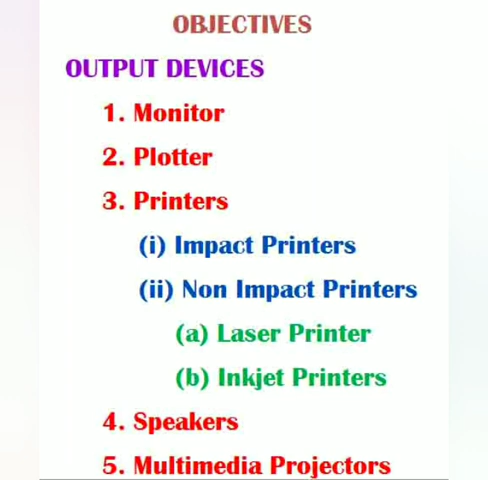 OBJECTIVES
OUTPUT DEVICES
1. Monitor
2. Plotter
3. Printers
(i) Impact Printers
(ii) Non Impact Printers
(a) Laser Printer
(b) Inkjet Printers
4. Speakers
5. Multimedia Projectors